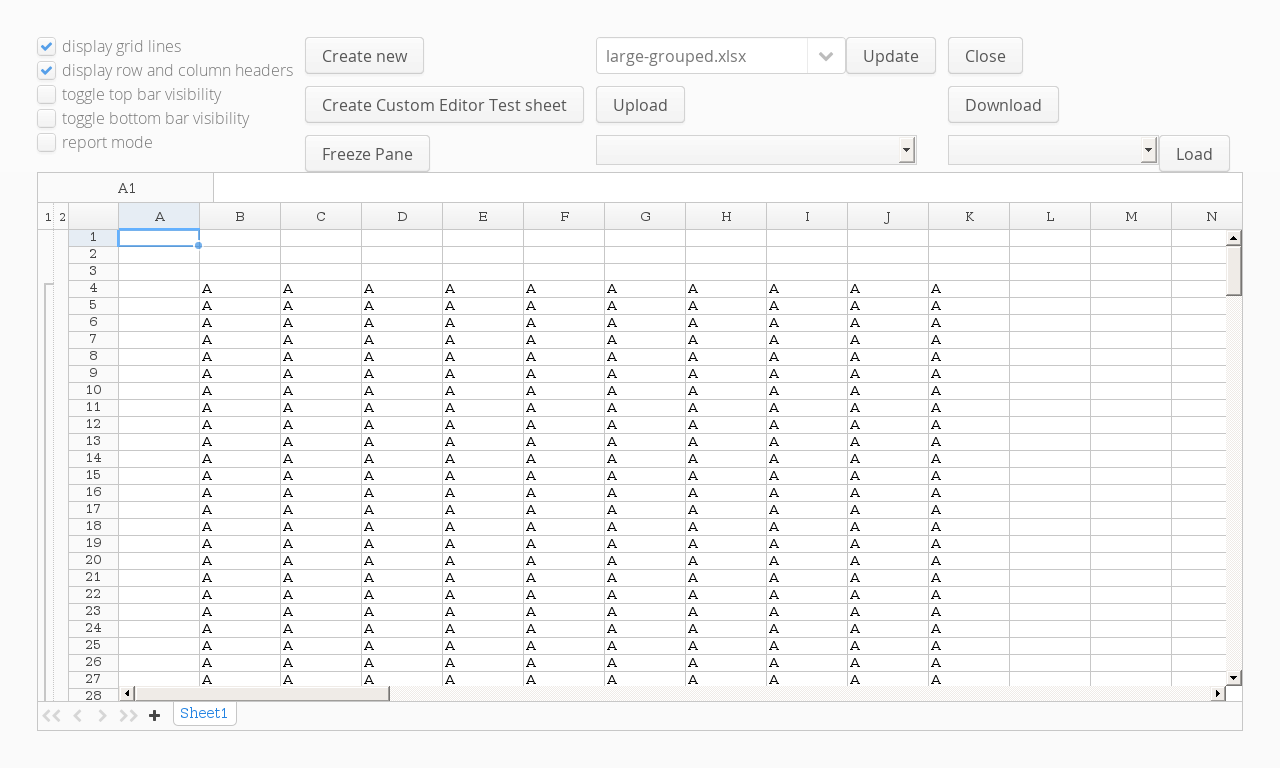 display grid lines
display row and column headers
toggle top bar visibility
toggle bottom bar visibility
report mode
Create new
large-grouped.xlsx
Update
Close
Create Custom Editor Test sheet
Upload
Download
Freeze Pane
Load
A1
1 2 A B C D E F G H I J K L M N
1
2
3
4 A A A A A A A A A A
5 A A A A A A A A A A
6 A A A A A A A A A A
7 A A A A A A A A A A
8 A A A A A A A A A A
9 A A A A A A A A A A
10 A A A A A A A A A A
11 A A A A A A A A A A
12 A A A A A A A A A A
13 A A A A A A A A A A
14 A A A A A A A A A A
15 A A A A A A A A A A
16 A A A A A A A A A A
17 A A A A A A A A A A
18 A A A A A A A A A A
19 A A A A A A A A A A
20 A A A A A A A A A A
21 A A A A A A A A A A
22 A A A A A A A A A A
23 A A A A A A A A A A
24 A A A A A A A A A A
25 A A A A A A A A A A
26 A A A A A A A A A A
27 A A A A A A A A A A
28
Sheet1